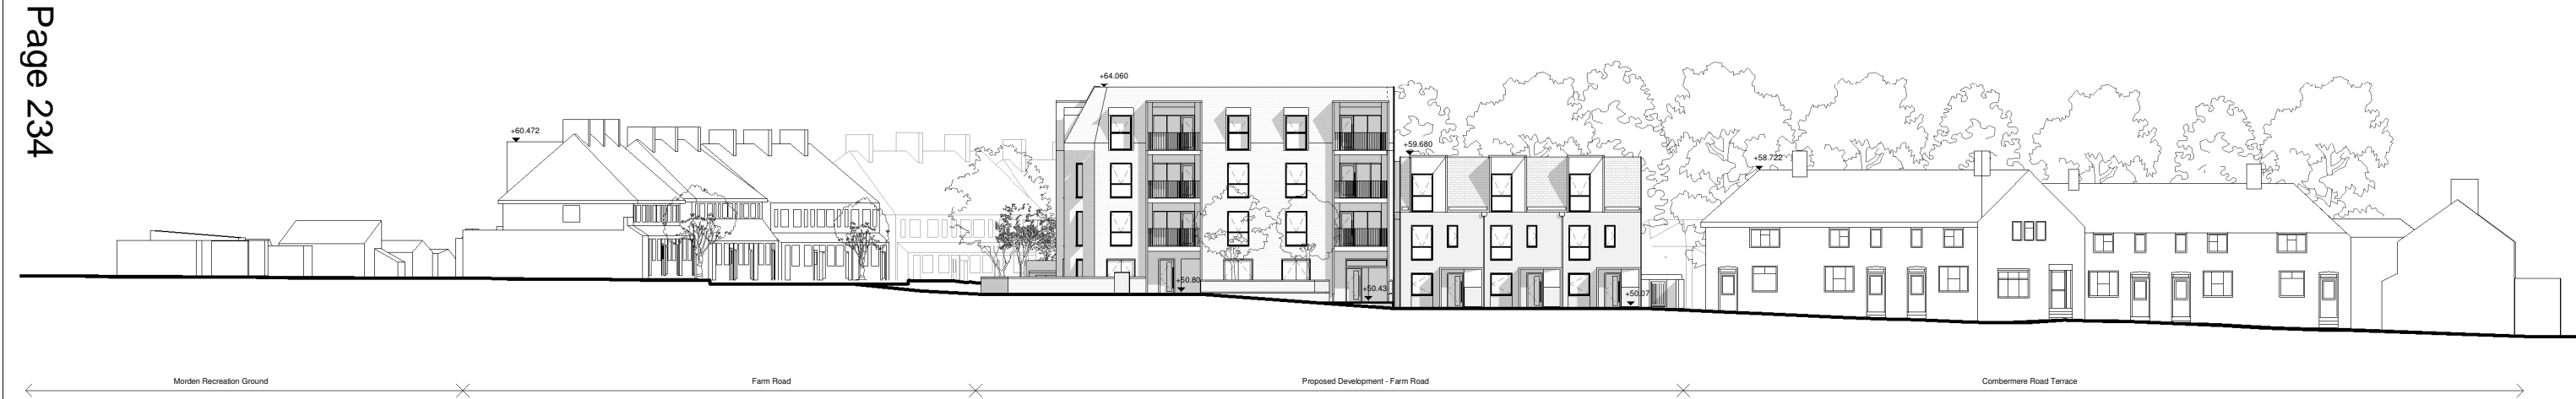 Page 234
+60.472
+64.060
+59.680
+58.722
+50.80
+50.43
+50.07
Morden Recreation Ground
Farm Road
Proposed Development - Farm Road
Combermere Road Terrace